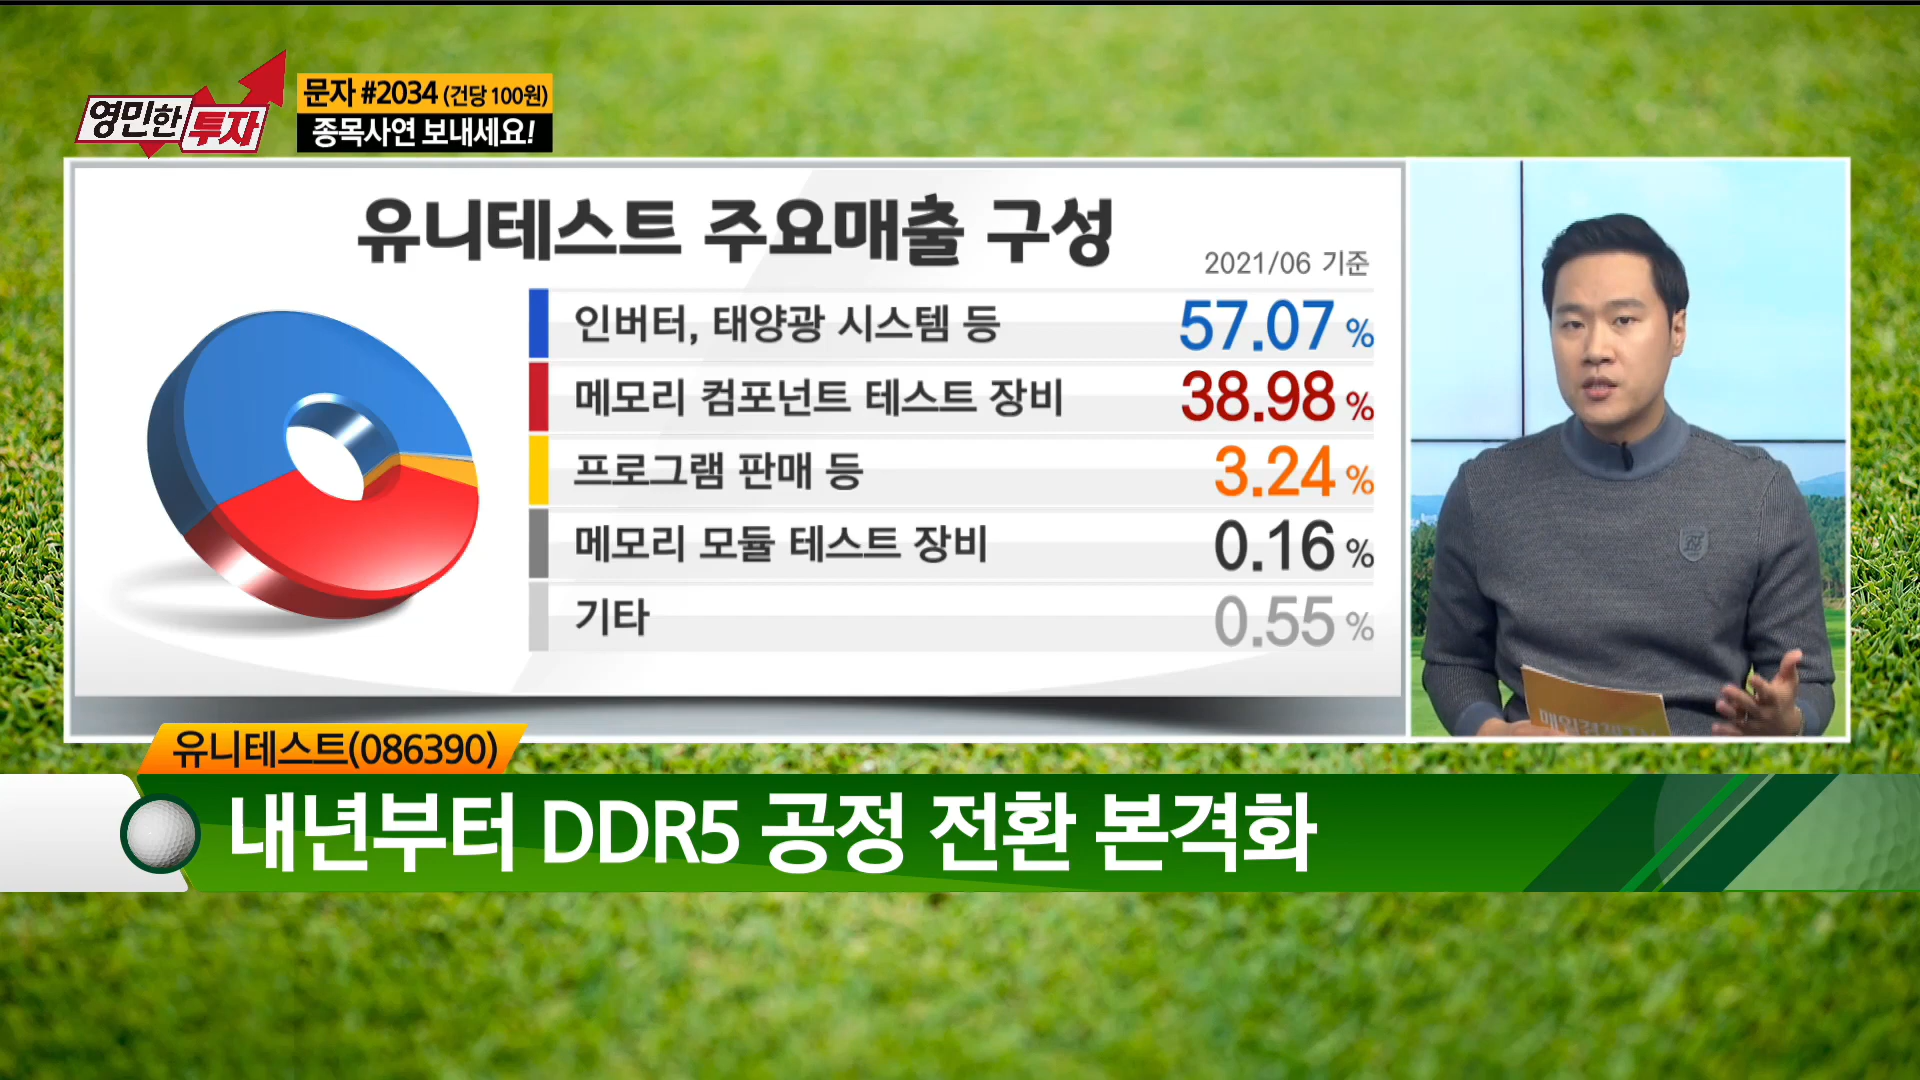 영민한
투자
문자 #2034 (건당 100원)
종목사연 보내세요!
유니테스트 주요매출 구성
2021/06 기준
인버터, 태양광 시스템 등 57.07 %
메모리 컴포넌트 테스트 장비 38.98 %
프로그램 판매 등 3.24 %
메모리 모듈 테스트 장비 0.16 %
기타 0.55 %
유니테스트(086390)
내년부터 DDR5 공정 전환 본격화